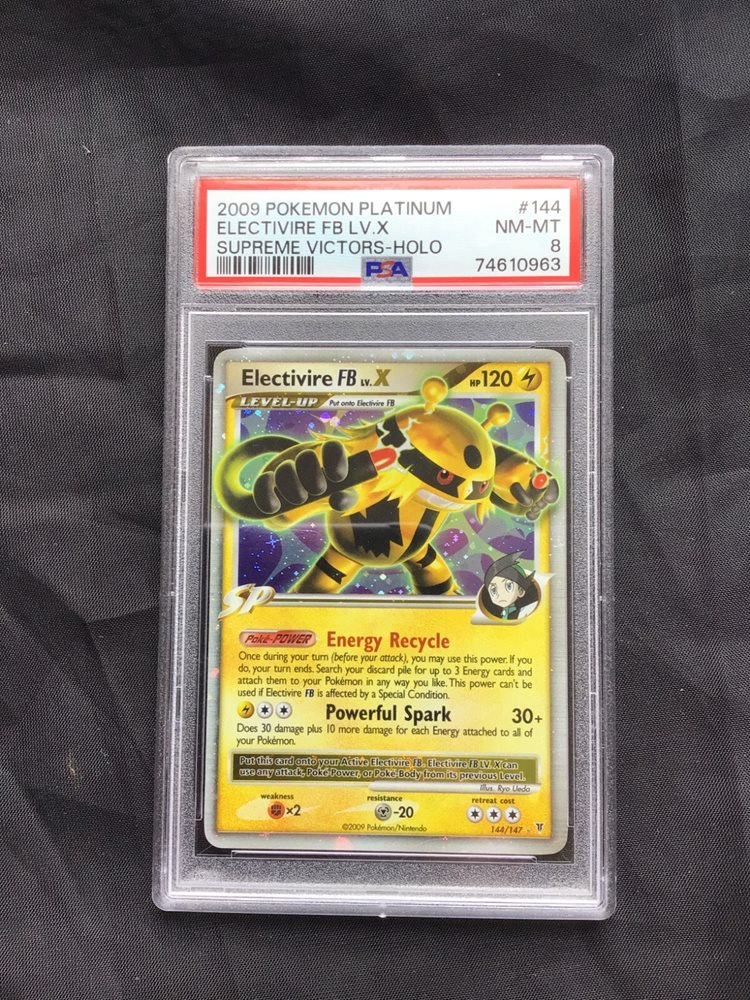 2009 POKEMON PLATINUM #144
ELECTIVIRE FB LV.X NM-MT
SUPREME VICTORS-HOLO 8
PSA 74610963
Electivire FB LV.X HP 120
LEVEL-UP Put onto Electivire FB
SP
Poké-POWER Energy Recycle
Once during your turn (before your attack), you may use this power. If you
do, your turn ends. Search your discard pile for up to 3 Energy cards and
attach them to your Pokémon in any way you like. This power can't be
used if Electivire FB is affected by a Special Condition.
Powerful Spark 30+
Does 30 damage plus 10 more damage for each Energy attached to all of
your Pokémon.
Put this card onto your Active Electivire FB. Electivire FB LV. X can
use any attack, Poké-Power, or Poké-Body from its previous Level.
Illus. Ryo Ueda
weakness resistance retreat cost
×2 -20
©2009 Pokémon/Nintendo 144/147